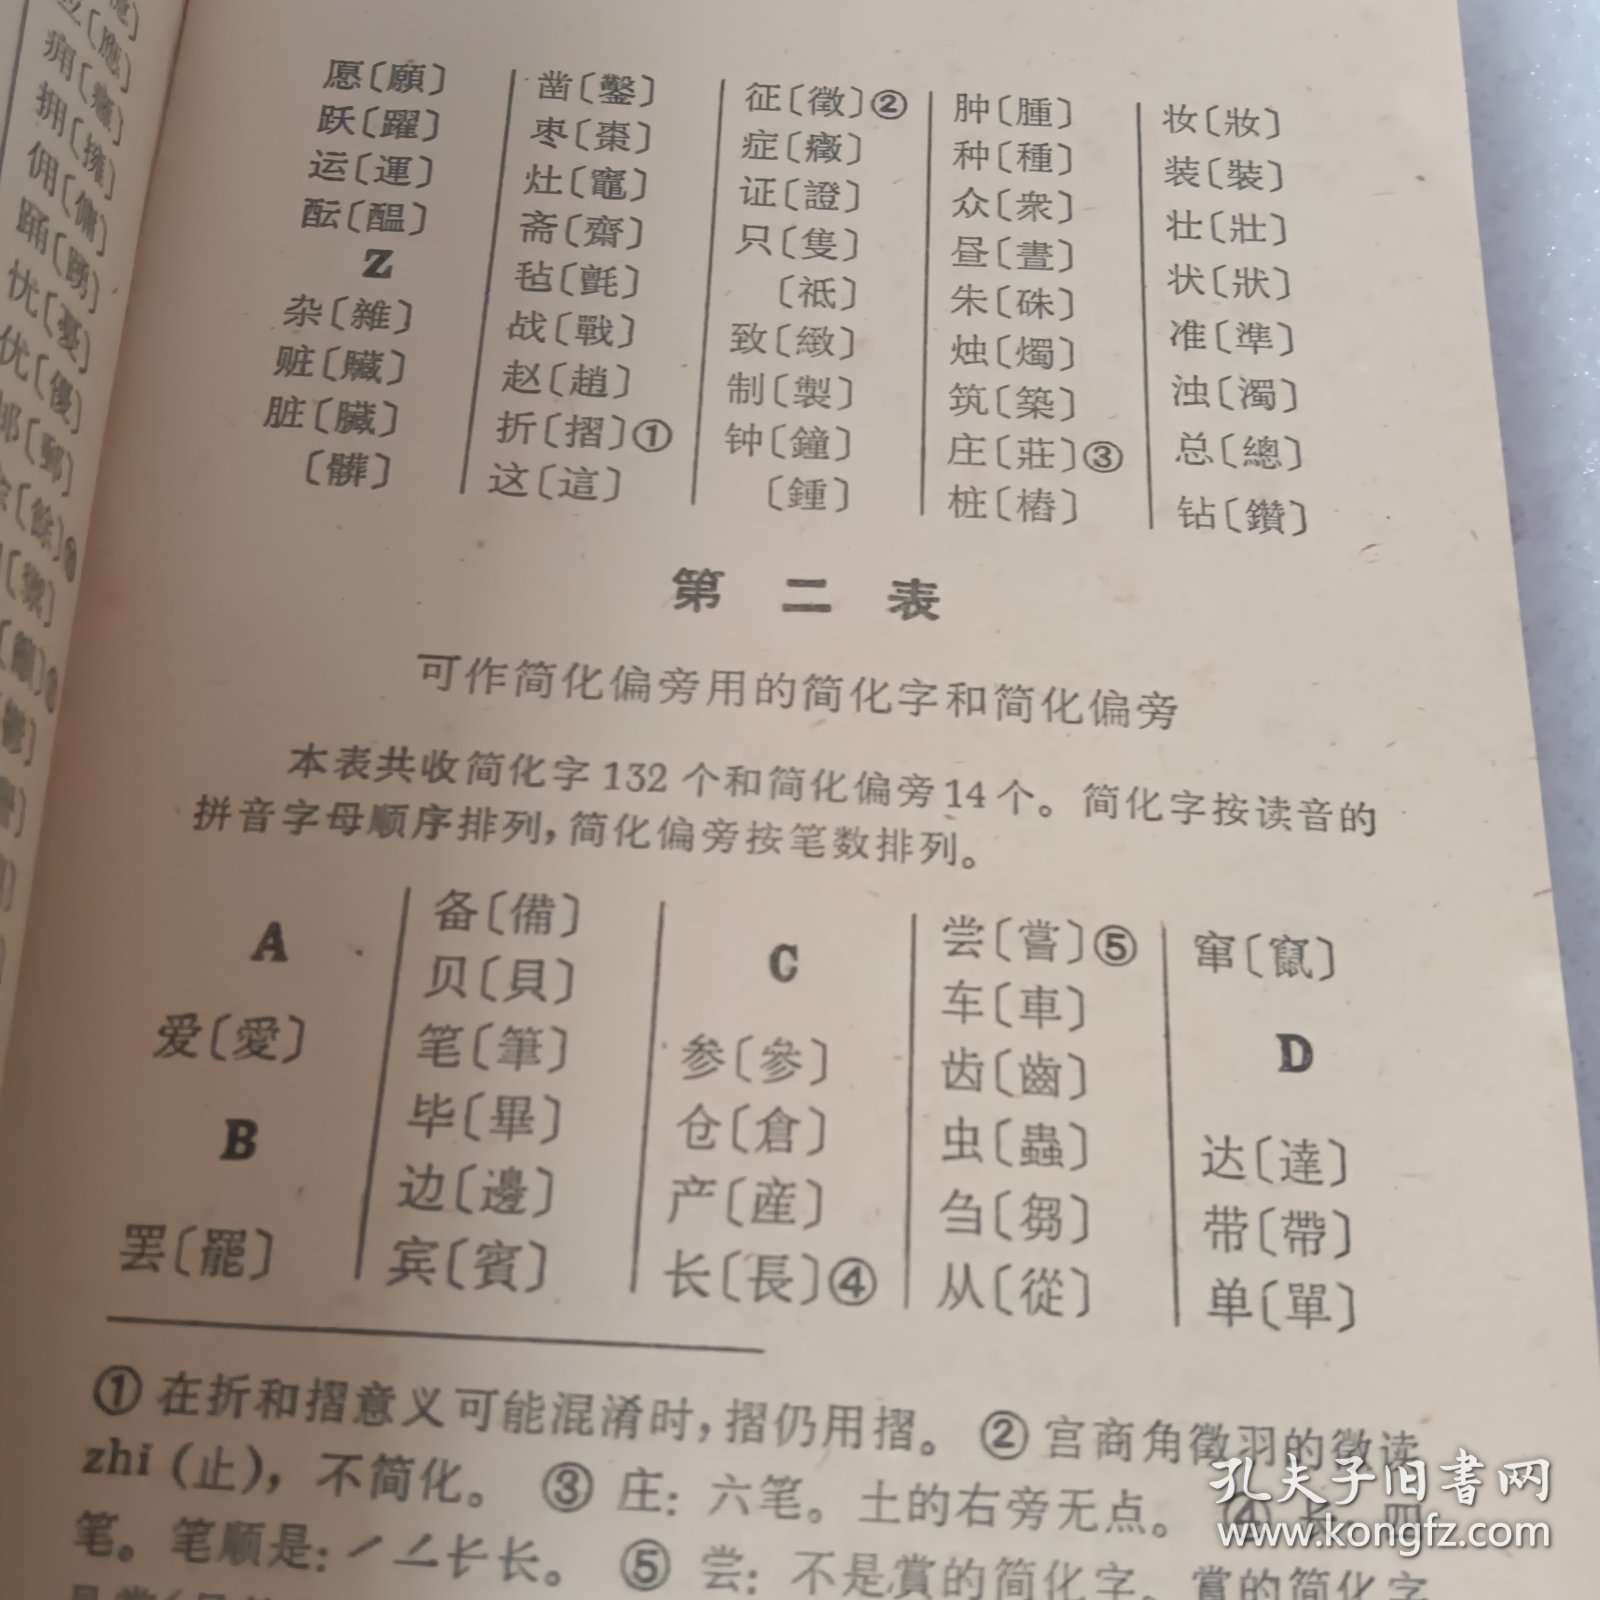 愿〔願〕
跃〔躍〕
运〔運〕
酝〔醖〕
Z
杂〔雜〕
赃〔贜〕
脏〔臟〕
〔髒〕
凿〔鑿〕
枣〔棗〕
灶〔竈〕
斋〔齋〕
毡〔氈〕
战〔戰〕
赵〔趙〕
折〔摺〕①
这〔這〕
征〔徵〕②
症〔癥〕
证〔證〕
只〔隻〕
〔祇〕
致〔緻〕
制〔製〕
钟〔鐘〕
〔鍾〕
肿〔腫〕
种〔種〕
众〔衆〕
昼〔晝〕
朱〔硃〕
烛〔燭〕
筑〔築〕
庄〔莊〕③
桩〔樁〕
妆〔妝〕
装〔裝〕
壮〔壯〕
状〔狀〕
准〔準〕
浊〔濁〕
总〔總〕
钻〔鑽〕
第二表
可作简化偏旁用的简化字和简化偏旁
本表共收简化字132个和简化偏旁14个。简化字按读音的
拼音字母顺序排列，简化偏旁按笔数排列。
A
爱〔愛〕
B
罢〔罷〕
备〔備〕
贝〔貝〕
笔〔筆〕
毕〔畢〕
边〔邊〕
宾〔賓〕
C
参〔參〕
仓〔倉〕
产〔産〕
长〔長〕④
尝〔嘗〕⑤
车〔車〕
齿〔齒〕
虫〔蟲〕
刍〔芻〕
从〔從〕
窜〔竄〕
D
达〔達〕
带〔帶〕
单〔單〕
①在折和摺意义可能混淆时，摺仍用摺。 ②宫商角徵羽的徵读
zhi（止），不简化。 ③庄：六笔。土的右旁无点。 ④长：四
笔。笔顺是：㇒𠂉长长。 ⑤尝：不是賞的简化字。賞的简化字
孔夫子旧书网
www.kongfz.com